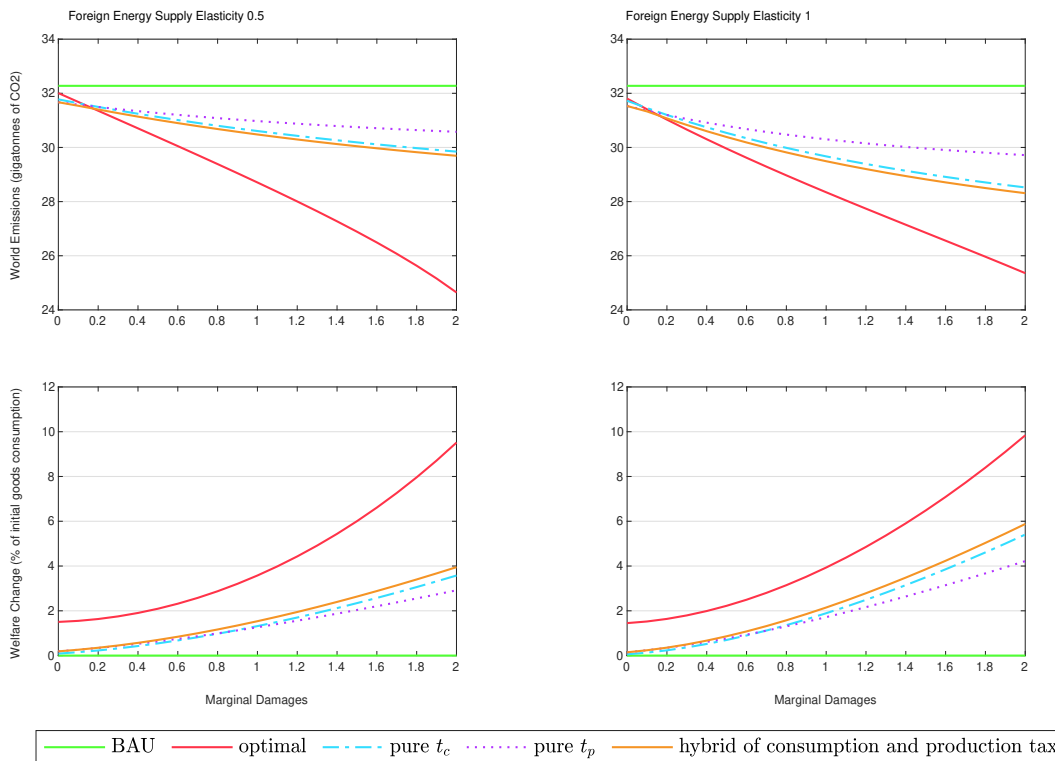 Foreign Energy Supply Elasticity 0.5
World Emissions (gigatonnes of CO2)
34
32
30
28
26
24
0 0.2 0.4 0.6 0.8 1 1.2 1.4 1.6 1.8 2
Foreign Energy Supply Elasticity 1
34
32
30
28
26
24
0 0.2 0.4 0.6 0.8 1 1.2 1.4 1.6 1.8 2
Welfare Change (% of initial goods consumption)
12
10
8
6
4
2
0
0 0.2 0.4 0.6 0.8 1 1.2 1.4 1.6 1.8 2
Marginal Damages
12
10
8
6
4
2
0
0 0.2 0.4 0.6 0.8 1 1.2 1.4 1.6 1.8 2
Marginal Damages
BAU optimal pure t_c pure t_p hybrid of consumption and production tax